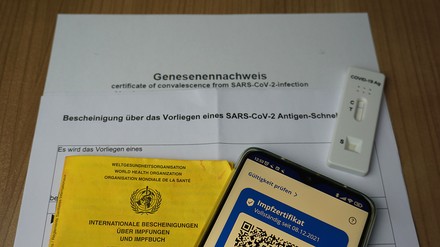 Genesenennachweis
certificate of convalescence from SARS-CoV-2-infection
Bescheinigung über das Vorliegen eines SARS-CoV-2 Antigen-Schnel
Es wird das Vorliegen eines
WELTGESUNDHEITSORGANISATION
WORLD HEALTH ORGANIZATION
ORGANISATION MONDIALE DE LA SANTÉ
INTERNATIONALE BESCHEINIGUNGEN
ÜBER IMPFUNGEN
UND IMPFBUCH
COVID-19 Ag
C
T
S
Gültigkeit prüfen >
Impfzertifikat
Vollständig seit 08.12.2021